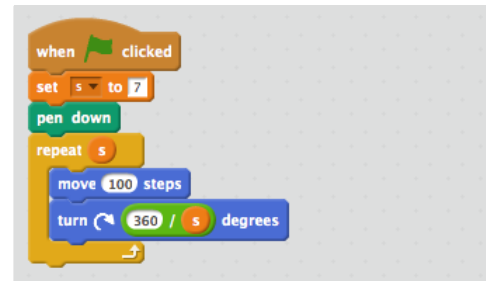 when clicked
set s to 7
pen down
repeat s
move 100 steps
turn 360 / s degrees